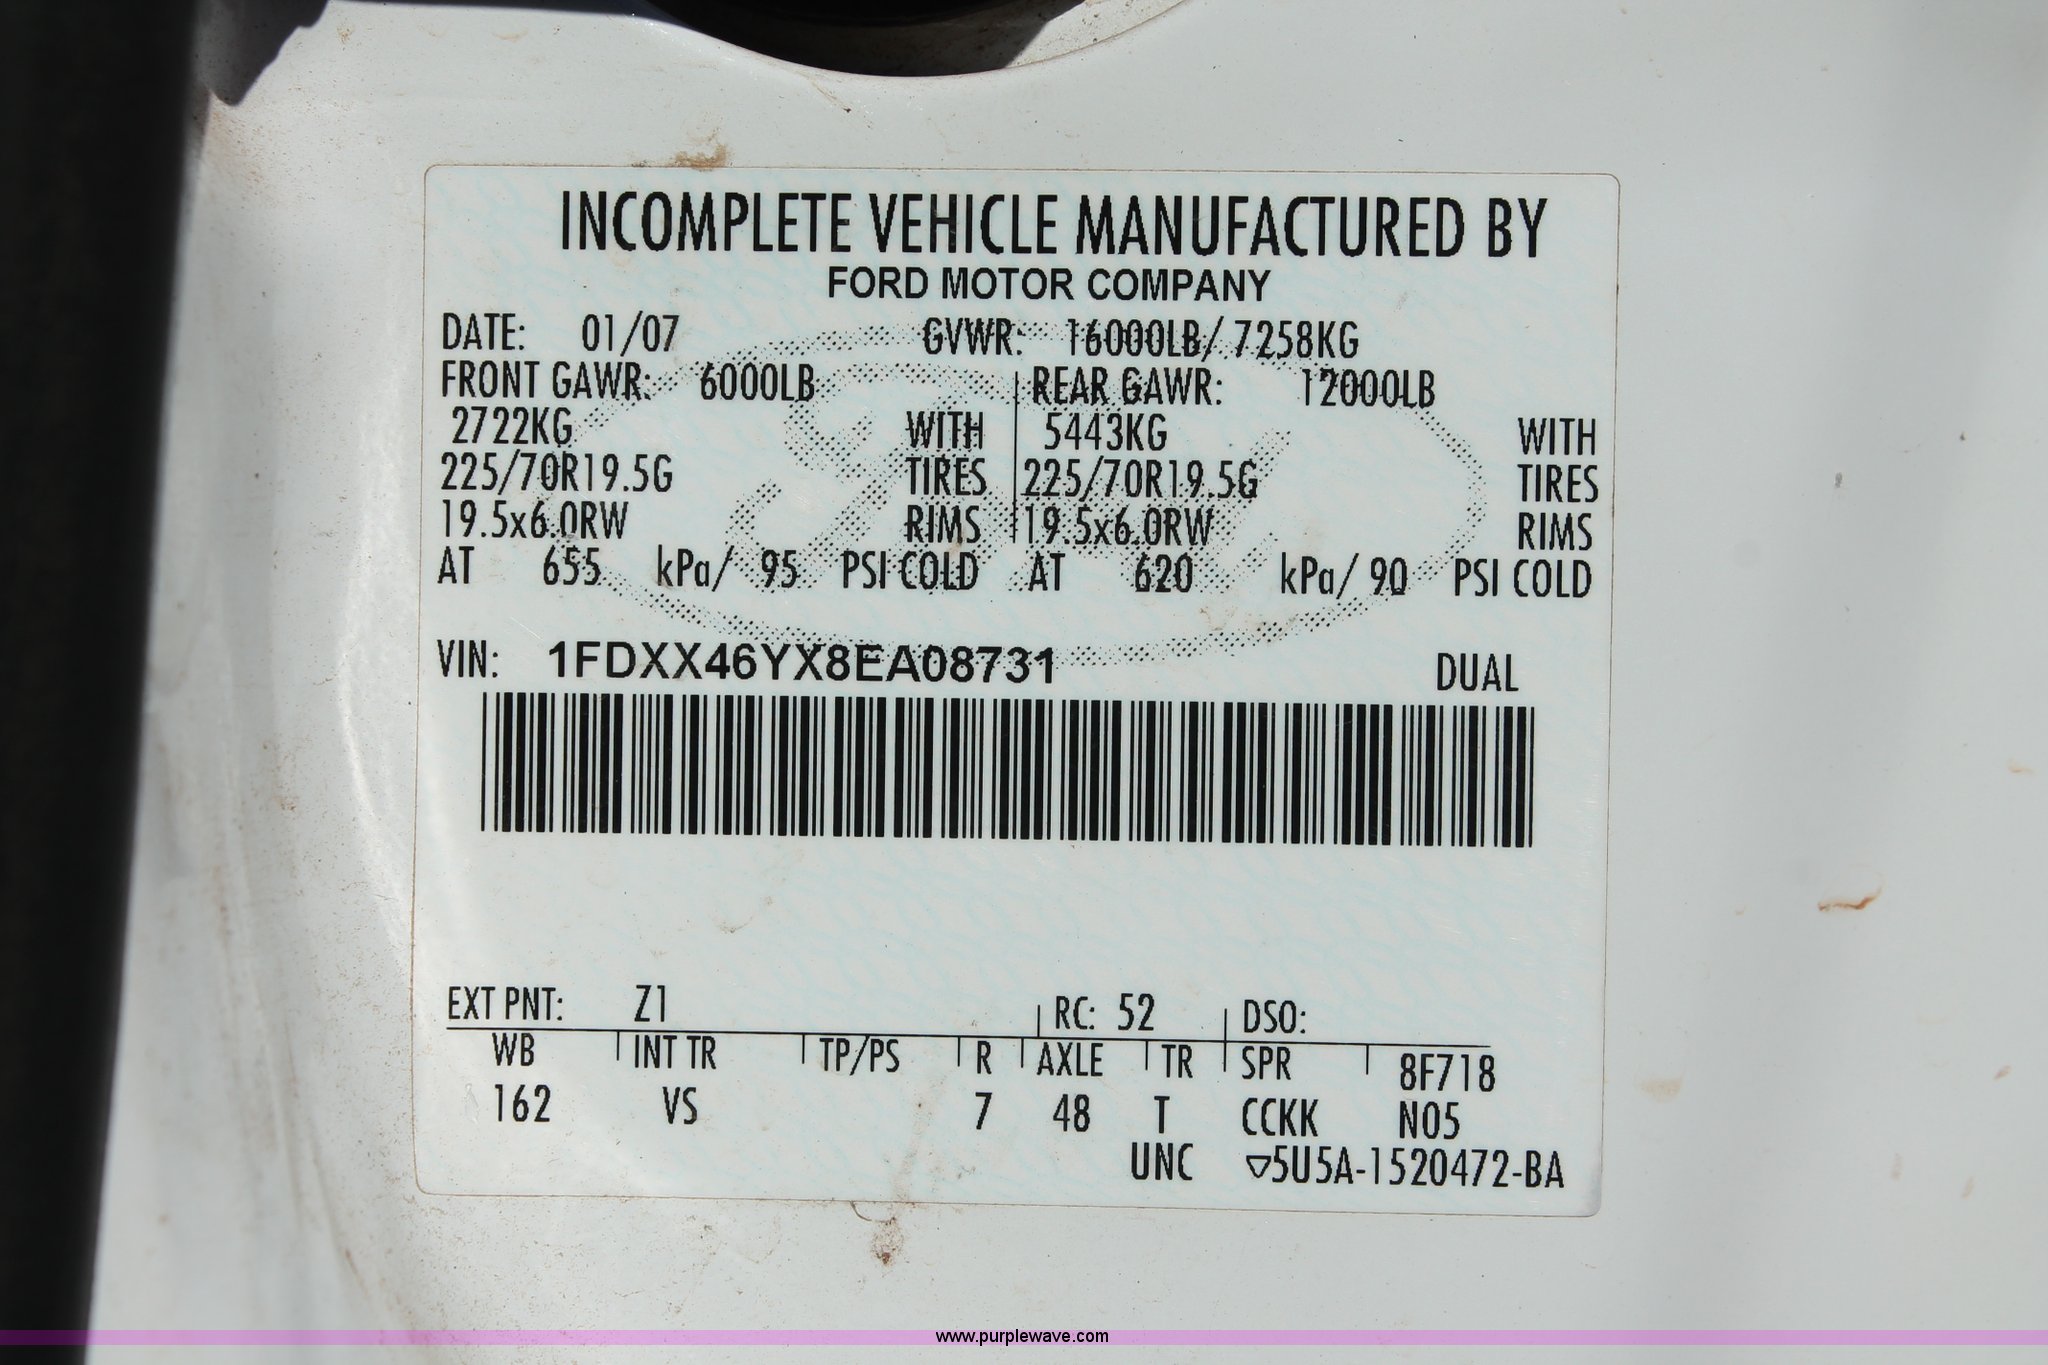 INCOMPLETE VEHICLE MANUFACTURED BY
FORD MOTOR COMPANY
DATE: 01/07 GVWR: 16000LB/ 7258KG
FRONT GAWR: 6000LB REAR GAWR: 12000LB
2722KG WITH 5443KG WITH
225/70R19.5G TIRES 225/70R19.5G TIRES
19.5x6.0RW RIMS 19.5x6.0RW RIMS
AT 655 kPa/ 95 PSI COLD AT 620 kPa/ 90 PSI COLD
VIN: 1FDXX46YX8EA08731 DUAL
EXT PNT: Z1 RC: 52 DSO:
WB INT TR TP/PS R AXLE TR SPR 8F718
162 VS 7 48 T CCKK N05
UNC ▽5U5A-1520472-BA
www.purplewave.com